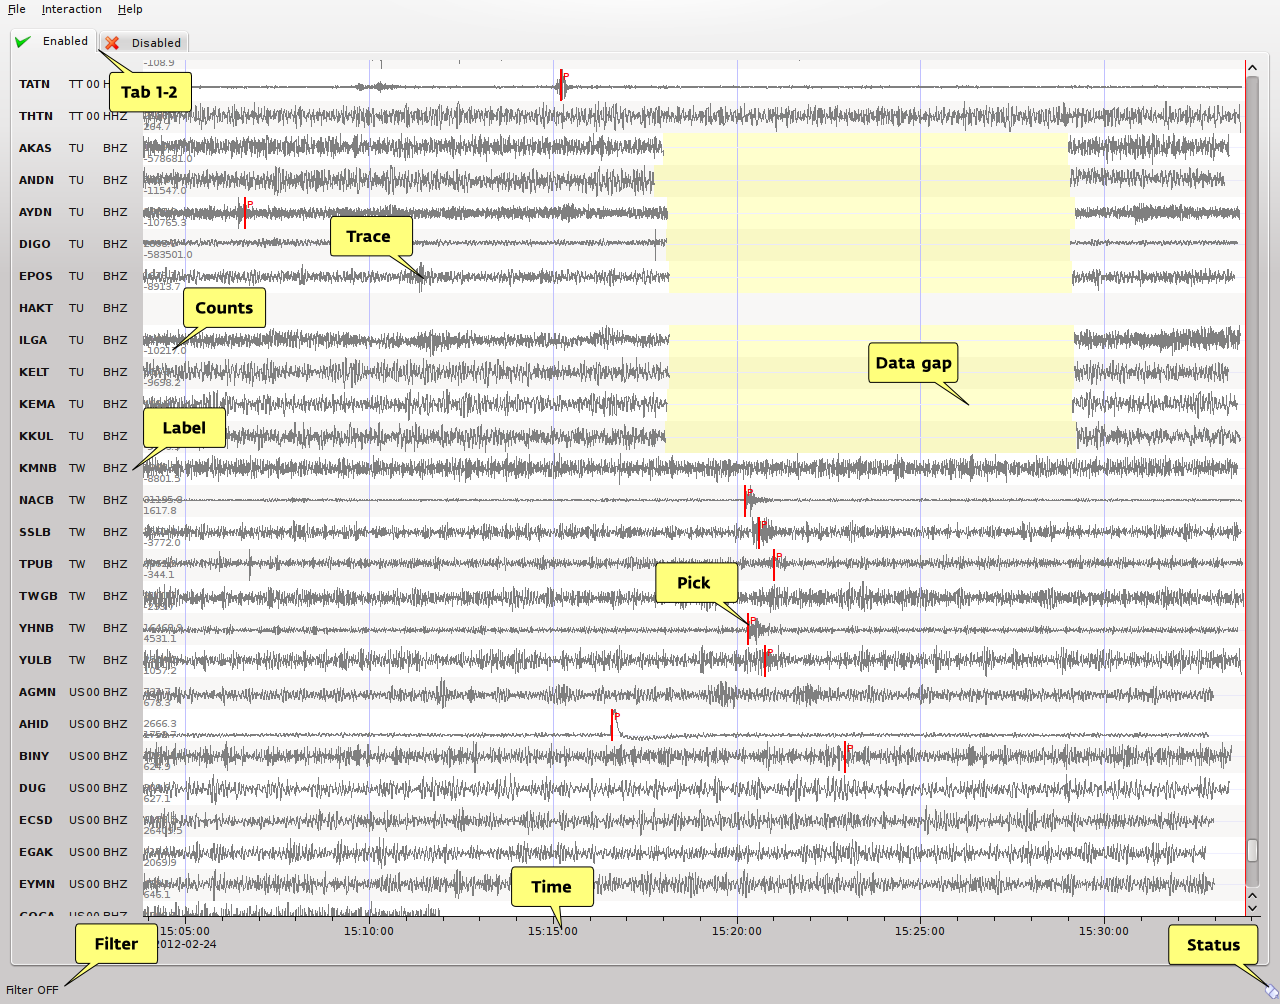 File Interaction Help
Enabled Disabled
-108.9
Tab 1-2
TATN TT 00 H P
THTN TT 00 HHZ
264.7
AKAS TU BHZ
-578681.0
ANDN TU BHZ
-11547.0
AYDN TU BHZ P
-10765.3
Trace
DIGO TU BHZ
-583501.0
EPOS TU BHZ
-8913.7
HAKT TU BHZ
Counts
ILGA TU BHZ
-10217.0
Data gap
KELT TU BHZ
-9698.2
KEMA TU BHZ
Label
KKUL TU BHZ
KMNB TW BHZ
-8801.5
NACB TW BHZ P
1617.8
SSLB TW BHZ P
-3772.0
TPUB TW BHZ P
-344.1
Pick
TWGB TW BHZ
YHNB TW BHZ P
4531.1
YULB TW BHZ P
1057.2
AGMN US 00 BHZ
678.3
AHID US 00 BHZ 2666.3 P
BINY US 00 BHZ P
624.9
DUG US 00 BHZ
627.1
ECSD US 00 BHZ
26409.5
EGAK US 00 BHZ
2069.9
EYMN US 00 BHZ
646.1
Time
15:05:00 15:10:00 15:15:00 15:20:00 15:25:00 15:30:00
2012-02-24
Filter
Status
Filter OFF